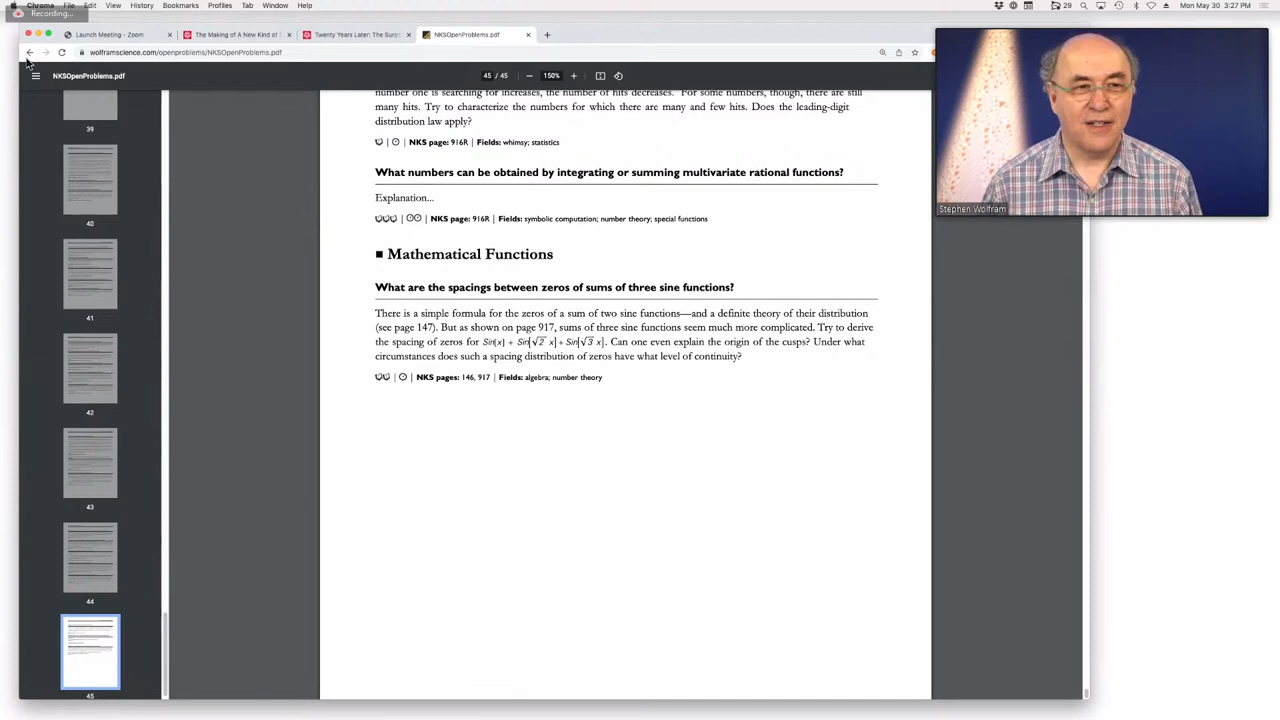 Chrome File Edit View History Bookmarks Profiles Tab Window Help
29 Mon May 30 3:27 PM
Recording...
Launch Meeting - Zoom
The Making of A New Kind of S
Twenty Years Later: The Surp
NKSOpenProblems.pdf
wolframscience.com/openproblems/NKSOpenProblems.pdf
NKSOpenProblems.pdf
45 / 45
150%
39
40
41
42
43
44
45
number one is searching for increases, the number of hits decreases. For some numbers, though, there are still
many hits. Try to characterize the numbers for which there are many and few hits. Does the leading-digit
distribution law apply?
| NKS page: 916R | Fields: whimsy; statistics
What numbers can be obtained by integrating or summing multivariate rational functions?
Explanation...
| NKS page: 916R | Fields: symbolic computation; number theory; special functions
■ Mathematical Functions
What are the spacings between zeros of sums of three sine functions?
There is a simple formula for the zeros of a sum of two sine functions—and a definite theory of their distribution
(see page 147). But as shown on page 917, sums of three sine functions seem much more complicated. Try to derive
the spacing of zeros for Sin[x] + Sin[√2 x] + Sin[√3 x]. Can one even explain the origin of the cusps? Under what
circumstances does such a spacing distribution of zeros have what level of continuity?
| NKS pages: 146, 917 | Fields: algebra; number theory
Stephen Wolfram